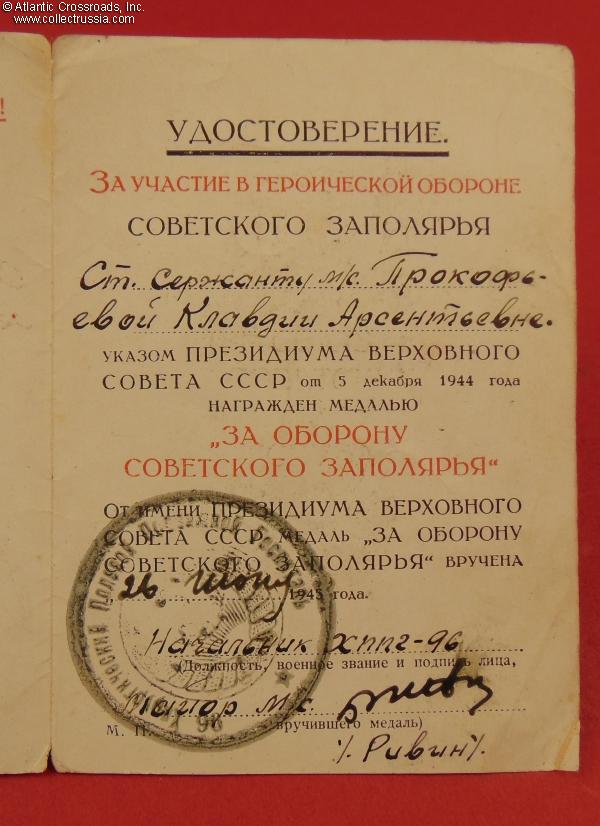 © Atlantic Crossroads, Inc.
www.collectrussia.com
!
УДОСТОВЕРЕНИЕ.
ЗА УЧАСТИЕ В ГЕРОИЧЕСКОЙ ОБОРОНЕ
СОВЕТСКОГО ЗАПОЛЯРЬЯ
Ст. сержанту м/с. Прокофь-
евой Клавдии Арсентьевне.
УКАЗОМ ПРЕЗИДИУМА ВЕРХОВНОГО
СОВЕТА СССР от 5 декабря 1944 года
НАГРАЖДЕН МЕДАЛЬЮ
„ЗА ОБОРОНУ
СОВЕТСКОГО ЗАПОЛЯРЬЯ“
ОТ ИМЕНИ ПРЕЗИДИУМА ВЕРХОВНОГО
СОВЕТА СССР МЕДАЛЬ „ЗА ОБОРОНУ
СОВЕТСКОГО ЗАПОЛЯРЬЯ“ ВРУЧЕНА
26 1945 года.
Начальник ХППГ-96
(Должность, военное звание и подпись лица,
Майор м/с.
М. П. вручившего медаль)
/. Ривин/.
96